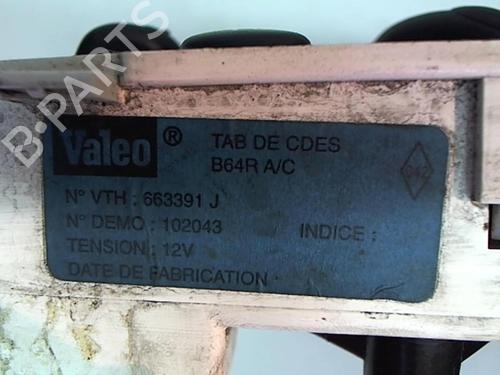 B-PARTS
Valeo ®
TAB DE CDES
B64R A/C
N° VTH : 663391 J
N° DEMO : 102043
INDICE :
TENSION : 12V
DATE DE FABRICATION